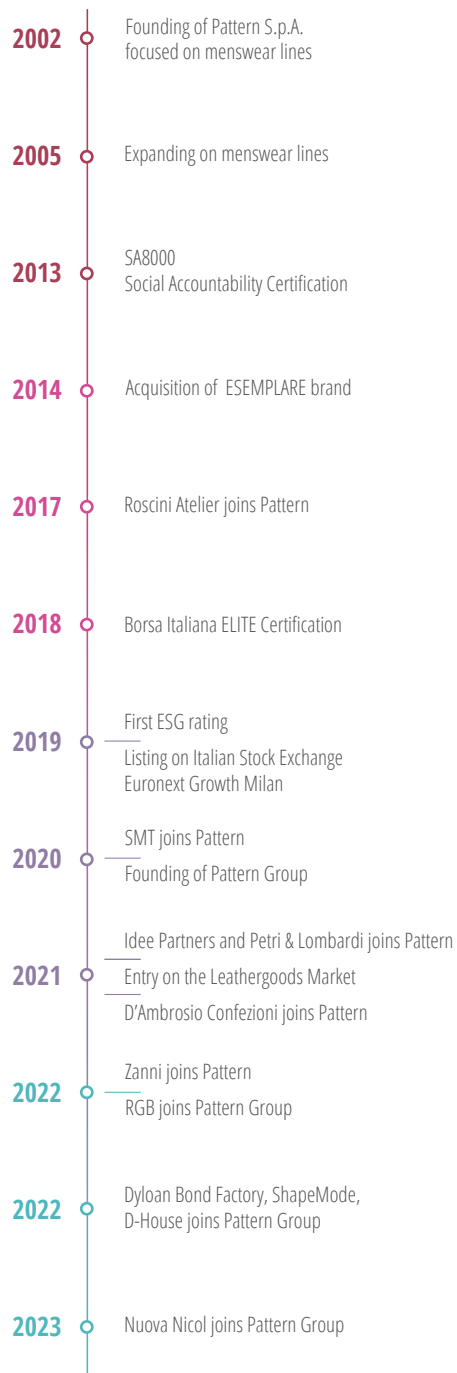 2002
Founding of Pattern S.p.A.
focused on menswear lines
2005
Expanding on menswear lines
2013
SA8000
Social Accountability Certification
2014
Acquisition of ESEMPLARE brand
2017
Roscini Atelier joins Pattern
2018
Borsa Italiana ELITE Certification
2019
First ESG rating
Listing on Italian Stock Exchange
Euronext Growth Milan
2020
SMT joins Pattern
Founding of Pattern Group
2021
Idee Partners and Petri & Lombardi joins Pattern
Entry on the Leathergoods Market
D’Ambrosio Confezioni joins Pattern
2022
Zanni joins Pattern
RGB joins Pattern Group
2022
Dyloan Bond Factory, ShapeMode,
D-House joins Pattern Group
2023
Nuova Nicol joins Pattern Group